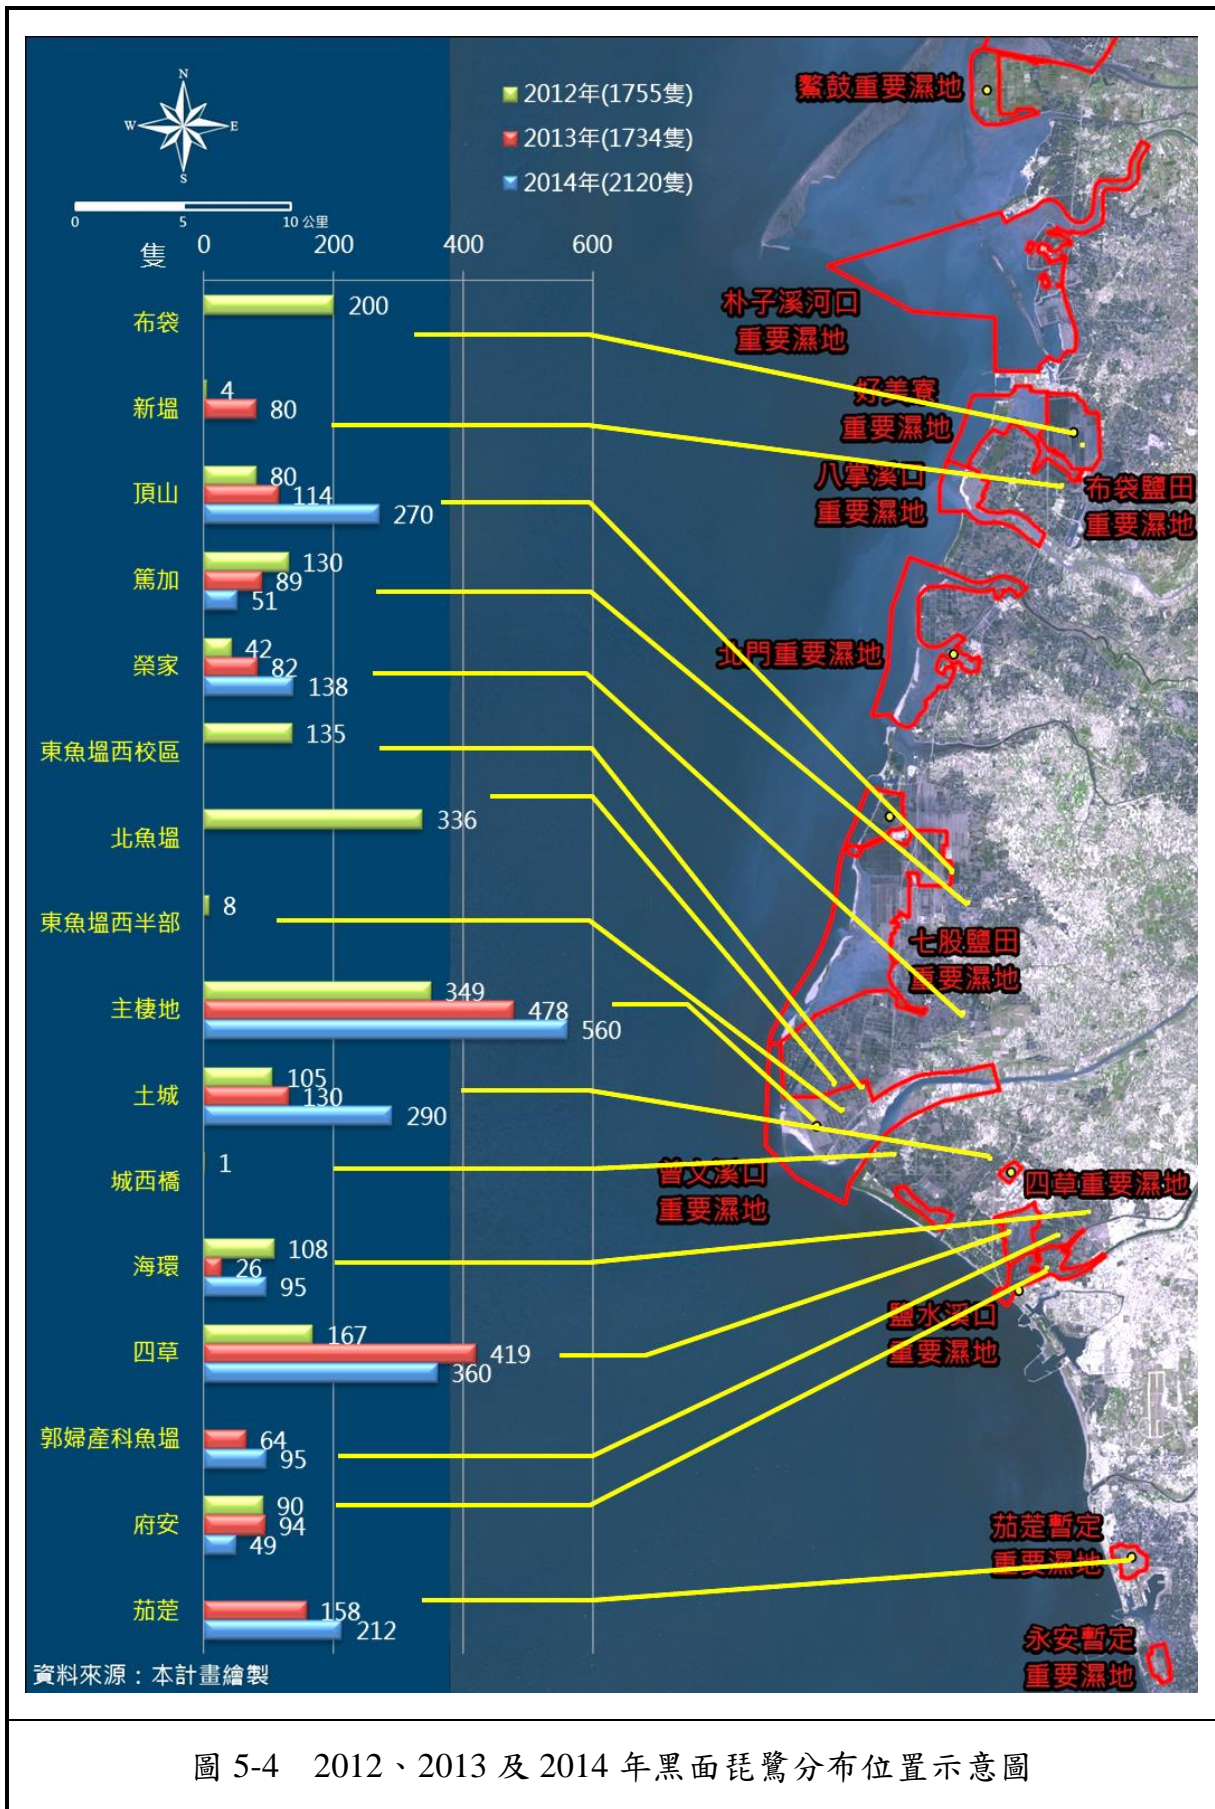 N
W
E
S
0 5 10 公里
2012年(1755隻)
2013年(1734隻)
2014年(2120隻)
隻 0 200 400 600
布袋 200
新塭 4 80
頂山 80 114 270
篤加 130 89 51
榮家 42 82 138
東魚塭西校區 135
北魚塭 336
東魚塭西半部 8
主棲地 349 478 560
土城 105 130 290
城西橋 1
海環 108 26 95
四草 167 419 360
郭婦產科魚塭 64 95
府安 90 94 49
茄萣 158 212
鰲鼓重要濕地
朴子溪河口
重要濕地
好美寮
重要濕地
八掌溪口
重要濕地
布袋鹽田
重要濕地
北門重要濕地
七股鹽田
重要濕地
曾文溪口
重要濕地
四草重要濕地
鹽水溪口
重要濕地
茄萣暫定
重要濕地
永安暫定
重要濕地
資料來源：本計畫繪製
圖 5-4 2012、2013 及 2014 年黑面琵鷺分布位置示意圖